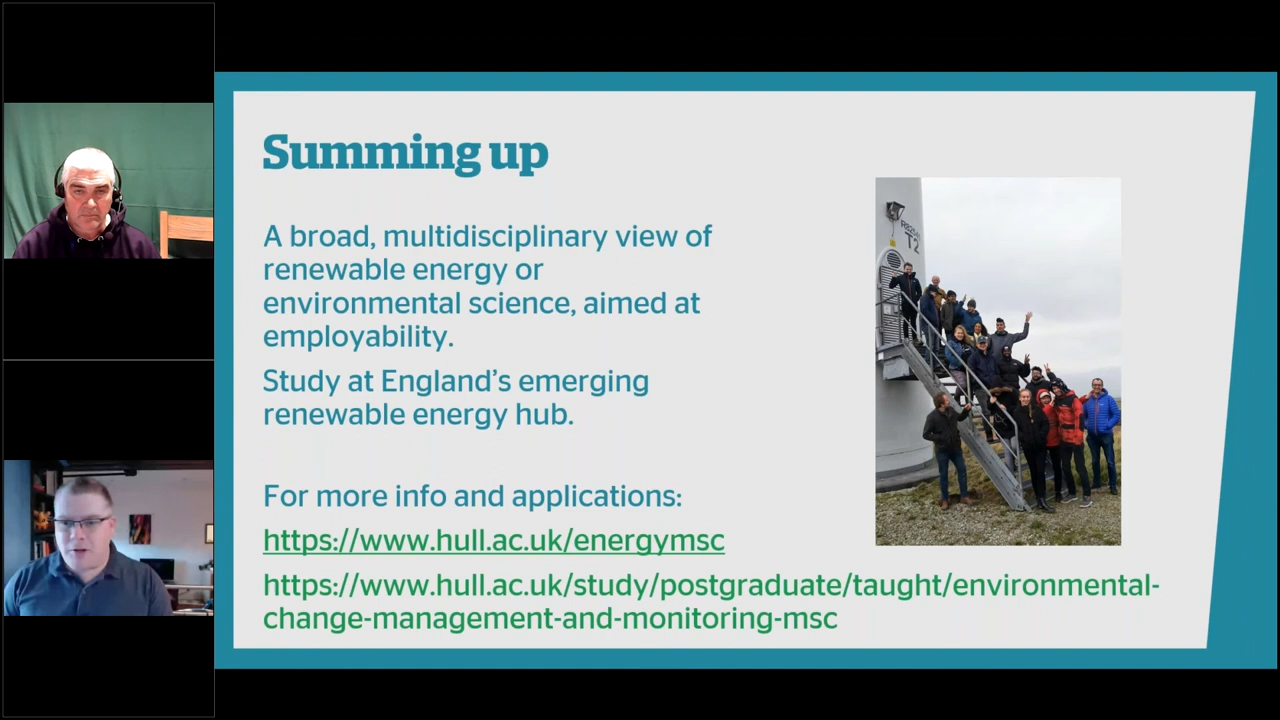 Summing up
A broad, multidisciplinary view of
renewable energy or
environmental science, aimed at
employability.
Study at England’s emerging
renewable energy hub.
For more info and applications:
https://www.hull.ac.uk/energymsc
https://www.hull.ac.uk/study/postgraduate/taught/environmental-
change-management-and-monitoring-msc
T2